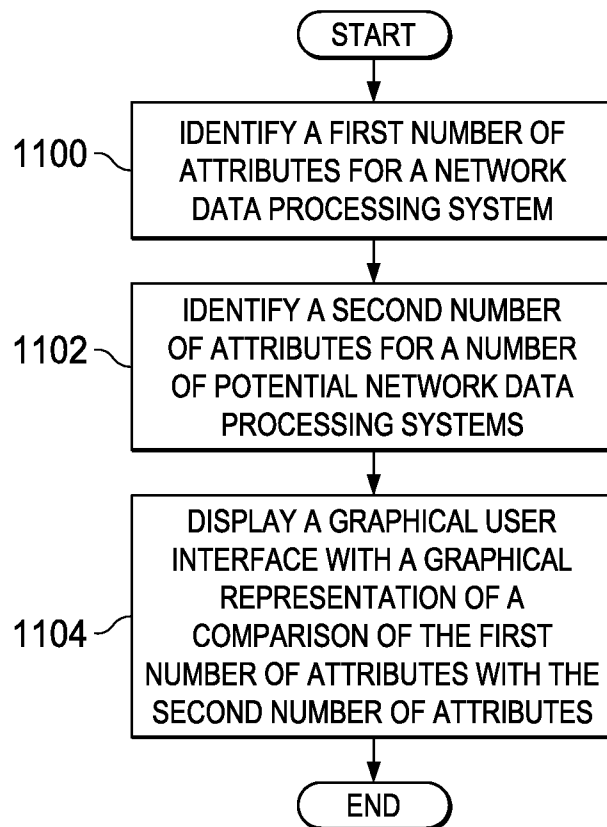 START
1100
IDENTIFY A FIRST NUMBER OF
ATTRIBUTES FOR A NETWORK
DATA PROCESSING SYSTEM
1102
IDENTIFY A SECOND NUMBER
OF ATTRIBUTES FOR A NUMBER
OF POTENTIAL NETWORK DATA
PROCESSING SYSTEMS
1104
DISPLAY A GRAPHICAL USER
INTERFACE WITH A GRAPHICAL
REPRESENTATION OF A
COMPARISON OF THE FIRST
NUMBER OF ATTRIBUTES WITH THE
SECOND NUMBER OF ATTRIBUTES
END